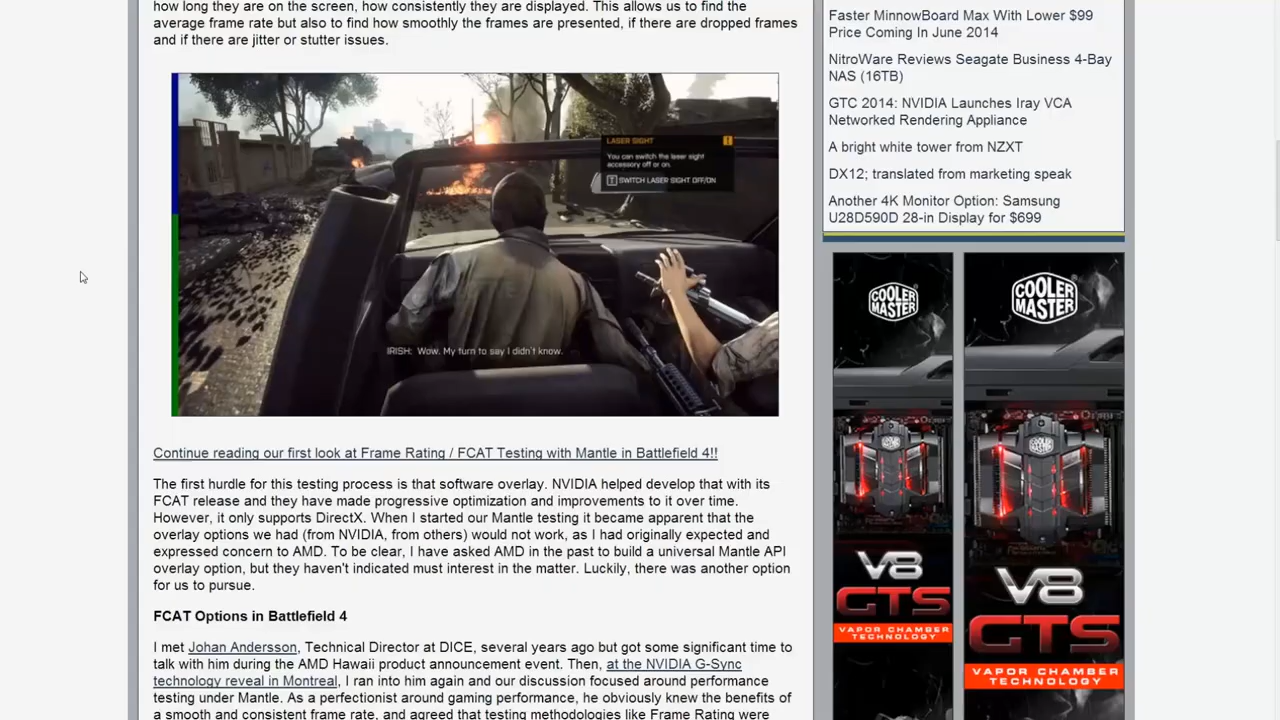 how long they are on the screen, how consistently they are displayed. This allows us to find the
average frame rate but also to find how smoothly the frames are presented, if there are dropped frames
and if there are jitter or stutter issues.
LASER SIGHT
You can switch the laser sight
accessory off or on.
T SWITCH LASER SIGHT OFF/ON
IRISH: Wow. My turn to say I didn't know.
Continue reading our first look at Frame Rating / FCAT Testing with Mantle in Battlefield 4!!
The first hurdle for this testing process is that software overlay. NVIDIA helped develop that with its
FCAT release and they have made progressive optimization and improvements to it over time.
However, it only supports DirectX. When I started our Mantle testing it became apparent that the
overlay options we had (from NVIDIA, from others) would not work, as I had originally expected and
expressed concern to AMD. To be clear, I have asked AMD in the past to build a universal Mantle API
overlay option, but they haven't indicated must interest in the matter. Luckily, there was another option
for us to pursue.
FCAT Options in Battlefield 4
I met Johan Andersson, Technical Director at DICE, several years ago but got some significant time to
talk with him during the AMD Hawaii product announcement event. Then, at the NVIDIA G-Sync
technology reveal in Montreal, I met with him again and our discussion focused around performance
testing under Mantle. As a perfectionist around gaming performance, he obviously knew the benefits of
a smooth and consistent frame rate, and agreed that testing methodologies like Frame Rating were
Faster MinnowBoard Max With Lower $99
Price Coming In June 2014
NitroWare Reviews Seagate Business 4-Bay
NAS (16TB)
GTC 2014: NVIDIA Launches Iray VCA
Networked Rendering Appliance
A bright white tower from NZXT
DX12; translated from marketing speak
Another 4K Monitor Option: Samsung
U28D590D 28-in Display for $699
COOLER
MASTER
V8
GTS
VAPOR CHAMBER
TECHNOLOGY
COOLER
MASTER
V8
GTS
VAPOR CHAMBER
TECHNOLOGY